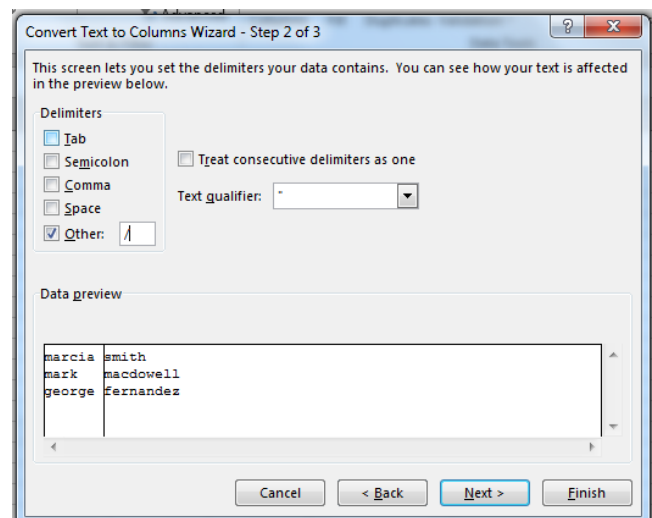 To Advanced
Convert Text to Columns Wizard - Step 2 of 3
?
X
This screen lets you set the delimiters your data contains. You can see how your text is affected
in the preview below.
Delimiters
Tab
Semicolon
Comma
Space
Other: /
Treat consecutive delimiters as one
Text qualifier: "
Data preview
marcia smith
mark macdowell
george fernandez
Cancel < Back Next > Finish